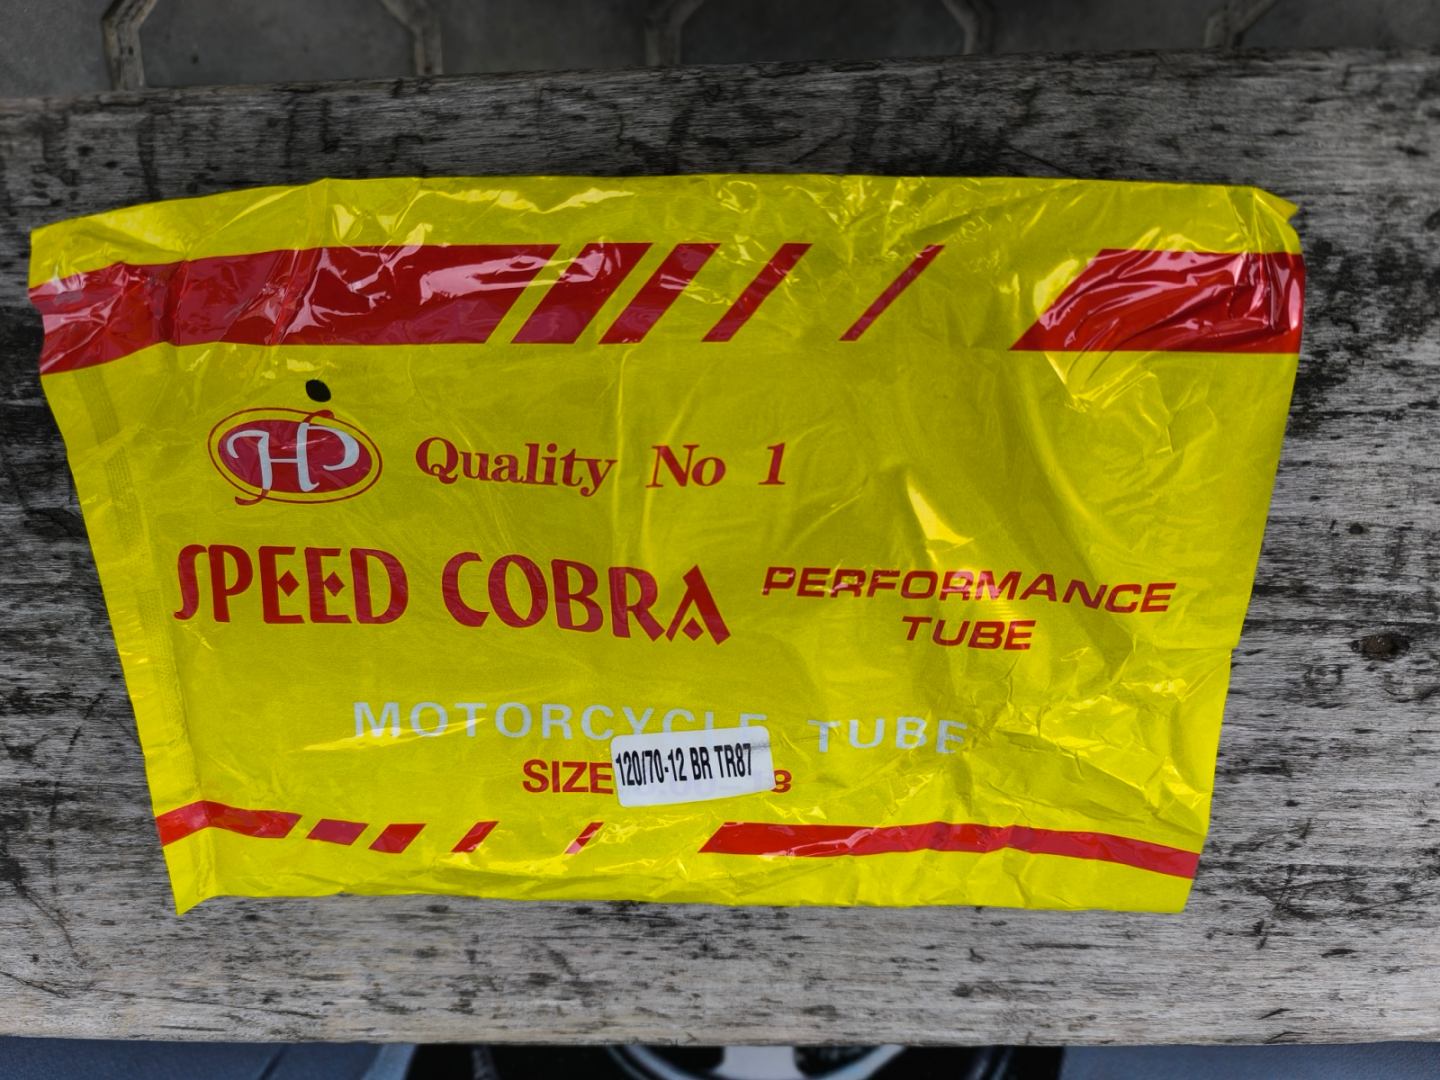 HP Quality No 1
SPEED COBRA
PERFORMANCE
TUBE
MOTORCYCLE TUBE
SIZE 120/70-12 BR TR87